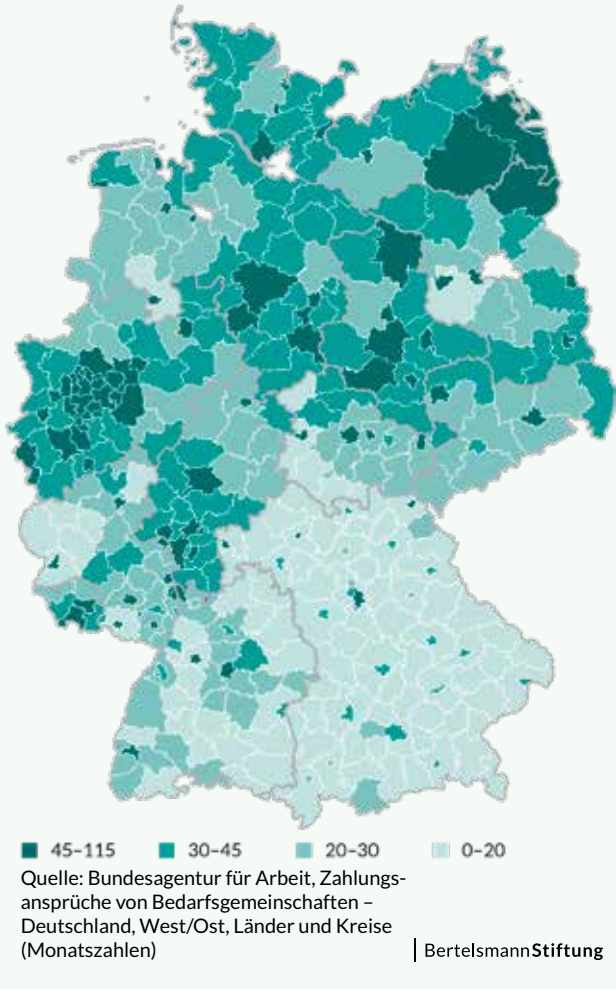 45–115 30–45 20–30 0–20
Quelle: Bundesagentur für Arbeit, Zahlungs-
ansprüche von Bedarfsgemeinschaften –
Deutschland, West/Ost, Länder und Kreise
(Monatszahlen)
BertelsmannStiftung